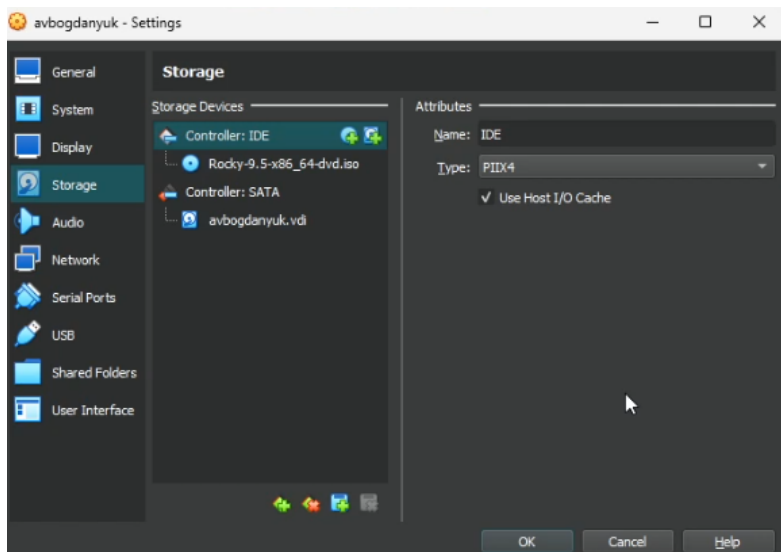 avbogdanyuk - Settings
General
System
Display
Storage
Audio
Network
Serial Ports
USB
Shared Folders
User Interface
Storage
Storage Devices
Controller: IDE
Rocky-9.5-x86_64-dvd.iso
Controller: SATA
avbogdanyuk.vdi
Attributes
Name: IDE
Type: PIIX4
Use Host I/O Cache
OK Cancel Help